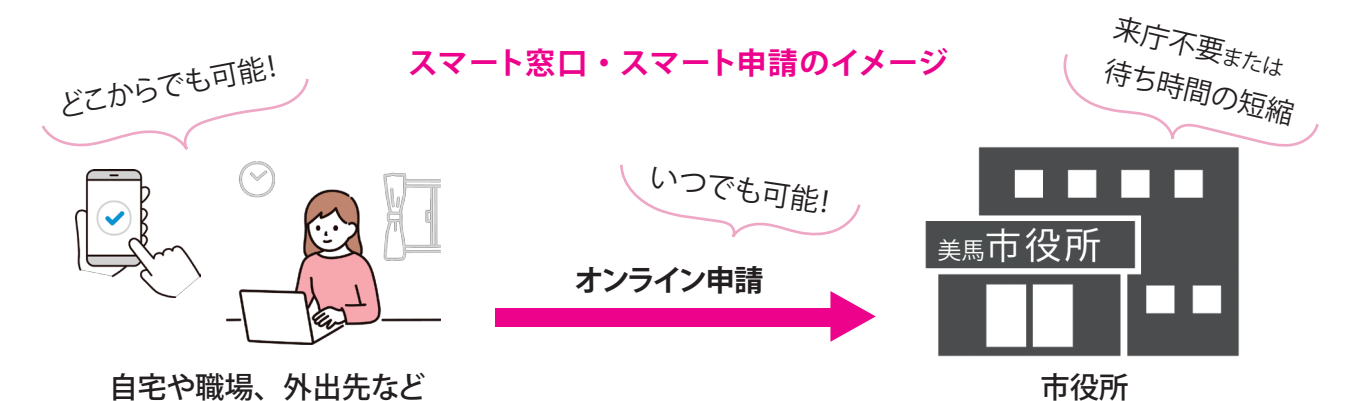 スマート窓口・スマート申請のイメージ
どこからでも可能!
いつでも可能!
来庁不要または
待ち時間の短縮
オンライン申請
美馬市役所
自宅や職場、外出先など
市役所